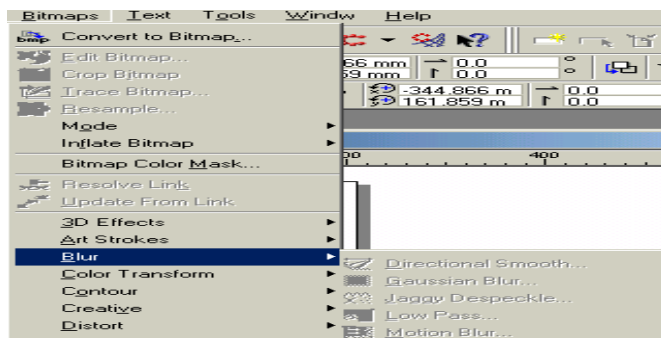 Bitmaps Text Tools Windw Help
Convert to Bitmap...
Edit Bitmap...
Crop Bitmap
Trace Bitmap...
Resample...
Mode
Inflate Bitmap
Bitmap Color Mask...
Resolve Link
Update From Link
3D Effects
Art Strokes
Blur
Color Transform
Contour
Creative
Distort
bmp
66 mm 0.0
59 mm 0.0
-344.866 m 0.0
161.859 m 0.0
400
Directional Smooth...
Gaussian Blur...
Jaggy Despeckle...
Low Pass...
Motion Blur...